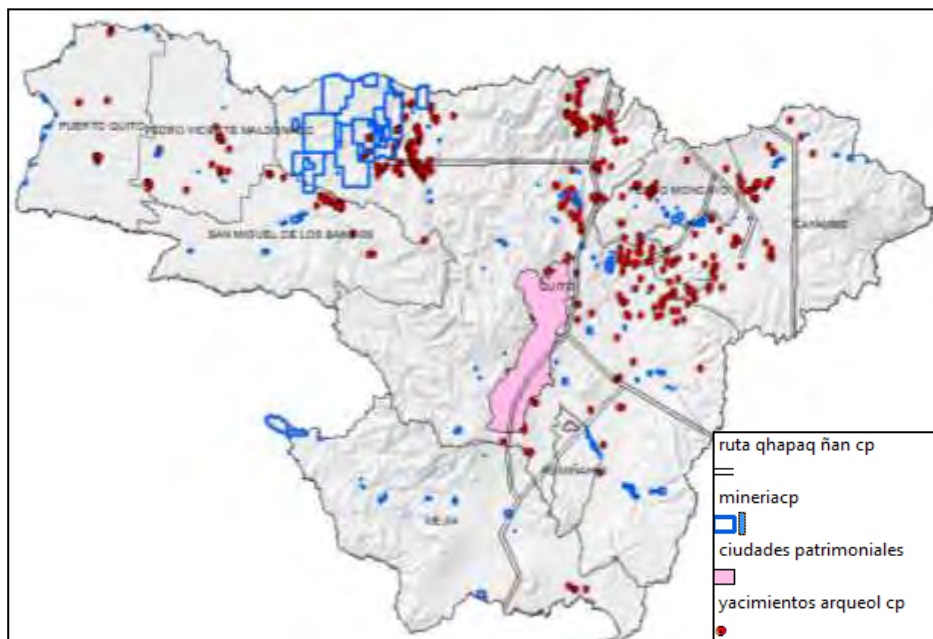 PUERTO QUITO
PEDRO VICENTE MALDONADO
SAN MIGUEL DE LOS BANCOS
PEDRO MONCAYO
CAYAMBE
QUITO
RUMIÑAHUI
MEJIA
ruta qhapaq ñan cp
mineriacp
ciudades patrimoniales
yacimientos arqueol cp